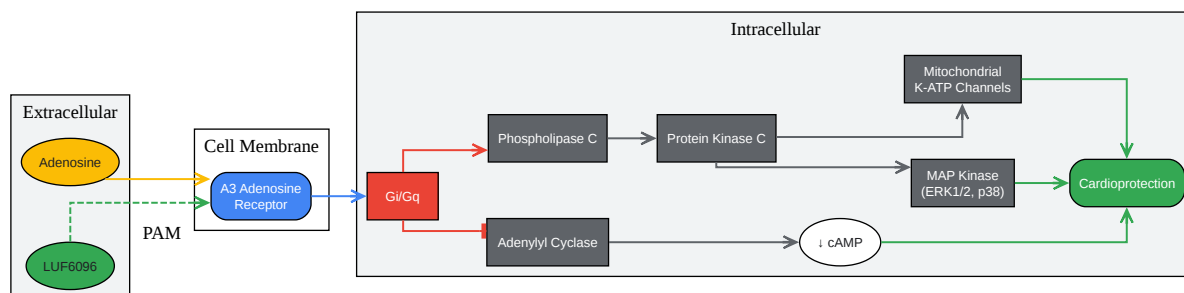 Extracellular
Adenosine
LUF6096
PAM
Cell Membrane
A3 Adenosine
Receptor
Intracellular
Gi/Gq
Phospholipase C
Protein Kinase C
Mitochondrial
K-ATP Channels
MAP Kinase
(ERK1/2, p38)
Adenylyl Cyclase
↓ cAMP
Cardioprotection